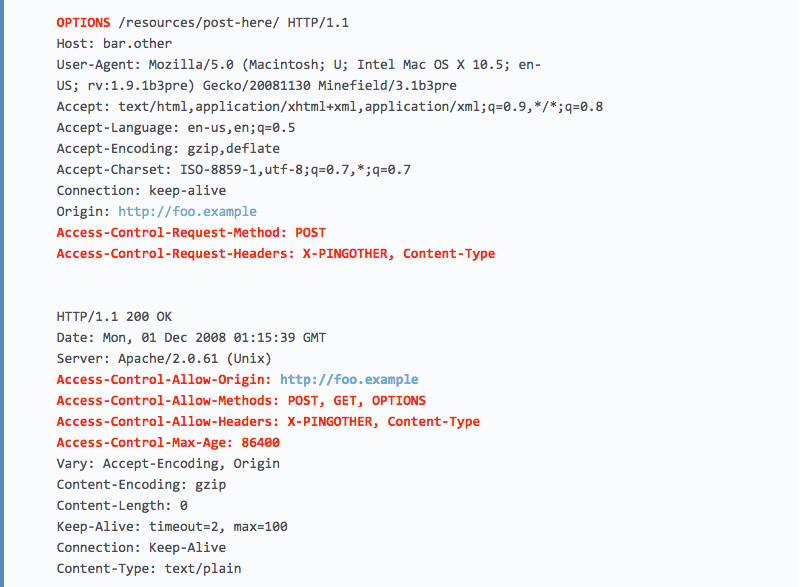 OPTIONS /resources/post-here/ HTTP/1.1
Host: bar.other
User-Agent: Mozilla/5.0 (Macintosh; U; Intel Mac OS X 10.5; en-
US; rv:1.9.1b3pre) Gecko/20081130 Minefield/3.1b3pre
Accept: text/html,application/xhtml+xml,application/xml;q=0.9,*/*;q=0.8
Accept-Language: en-us,en;q=0.5
Accept-Encoding: gzip,deflate
Accept-Charset: ISO-8859-1,utf-8;q=0.7,*;q=0.7
Connection: keep-alive
Origin: http://foo.example
Access-Control-Request-Method: POST
Access-Control-Request-Headers: X-PINGOTHER, Content-Type
HTTP/1.1 200 OK
Date: Mon, 01 Dec 2008 01:15:39 GMT
Server: Apache/2.0.61 (Unix)
Access-Control-Allow-Origin: http://foo.example
Access-Control-Allow-Methods: POST, GET, OPTIONS
Access-Control-Allow-Headers: X-PINGOTHER, Content-Type
Access-Control-Max-Age: 86400
Vary: Accept-Encoding, Origin
Content-Encoding: gzip
Content-Length: 0
Keep-Alive: timeout=2, max=100
Connection: Keep-Alive
Content-Type: text/plain